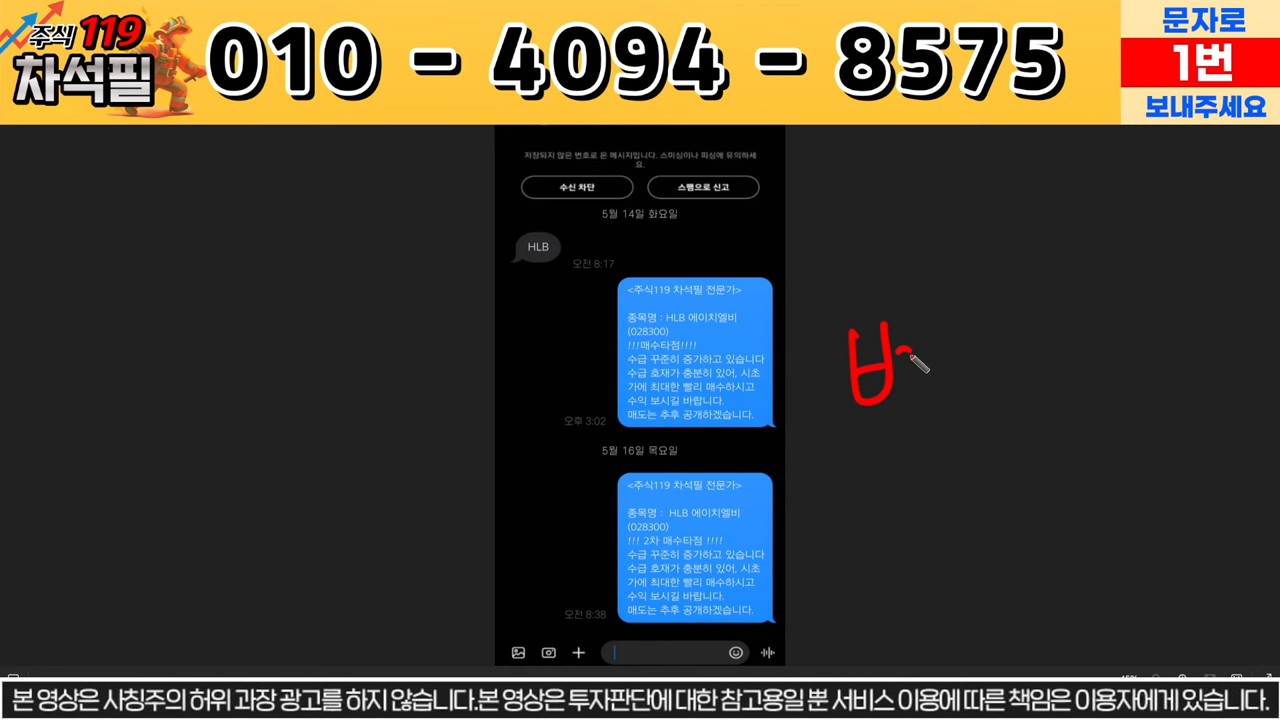 주식 119
차석필
010 - 4094 - 8575
문자로
1번
보내주세요
저장되지 않은 번호로 온 메시지입니다. 스미싱이나 피싱에 유의하세
요.
수신 차단
스팸으로 신고
5월 14일 화요일
HLB
오전 8:17
<주식119 차석필 전문가>
종목명 : HLB 에이치엘비
(028300)
!!!매수타점!!!!
수급 꾸준히 증가하고 있습니다
수급 호재가 충분히 있어, 시초
가에 최대한 빨리 매수하시고
수익 보시길 바랍니다.
매도는 추후 공개하겠습니다.
오후 3:02
5월 16일 목요일
<주식119 차석필 전문가>
종목명 : HLB 에이치엘비
(028300)
!!! 2차 매수타점 !!!!
수급 꾸준히 증가하고 있습니다
수급 호재가 충분히 있어, 시초
가에 최대한 빨리 매수하시고
수익 보시길 바랍니다.
매도는 추후 공개하겠습니다.
오전 8:38
본 영상은 사칭주의 허위 과장 광고를 하지 않습니다.본 영상은 투자판단에 대한 참고용일 뿐 서비스 이용에 따른 책임은 이용자에게 있습니다.